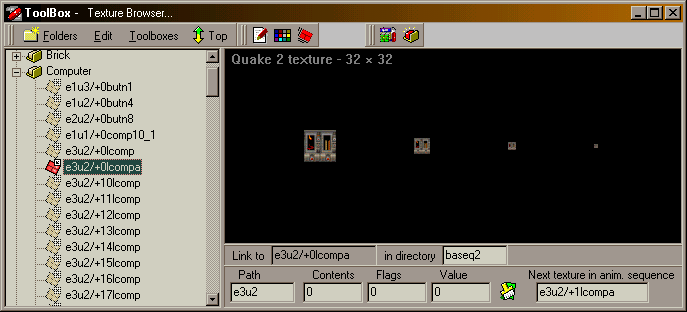 ToolBox - Texture Browser...
Folders Edit Toolboxes Top
Brick
Computer
e1u3/+0butn1
e1u2/+0butn4
e2u2/+0butn8
e1u1/+0comp10_1
e3u2/+0lcomp
e3u2/+0lcompa
e3u2/+10lcomp
e3u2/+11lcomp
e3u2/+12lcomp
e3u2/+13lcomp
e3u2/+14lcomp
e3u2/+15lcomp
e3u2/+16lcomp
e3u2/+17lcomp
Quake 2 texture - 32 × 32
Link to e3u2/+0lcompa in directory baseq2
Path Contents Flags Value Next texture in anim. sequence
e3u2 0 0 0 e3u2/+1lcompa